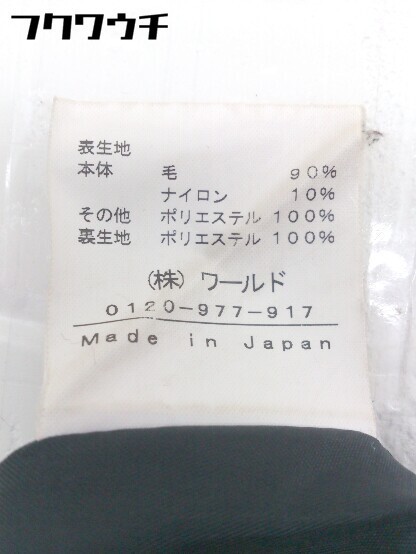 フクワウチ
表生地
本体 毛 90%
ナイロン 10%
その他 ポリエステル 100%
裏生地 ポリエステル 100%
(株) ワールド
0120-977-917
Made in Japan